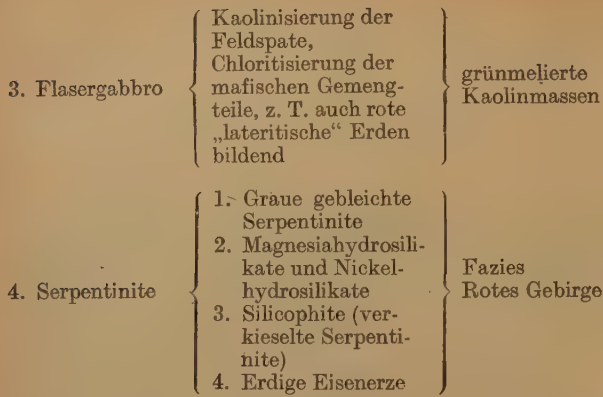 3. Flasergabbro
Kaolinisierung der
Feldspate,
Chloritisierung der
mafischen Gemeng-
teile, z. T. auch rote
„lateritische“ Erden
bildend
grünmelierte
Kaolinmassen
4. Serpentinite
1. Graue gebleichte
Serpentinite
2. Magnesiahydrosili-
kate und Nickel-
hydrosilikate
3. Silicophite (ver-
kieselte Serpenti-
nite)
4. Erdige Eisenerze
Fazies
Rotes Gebirge